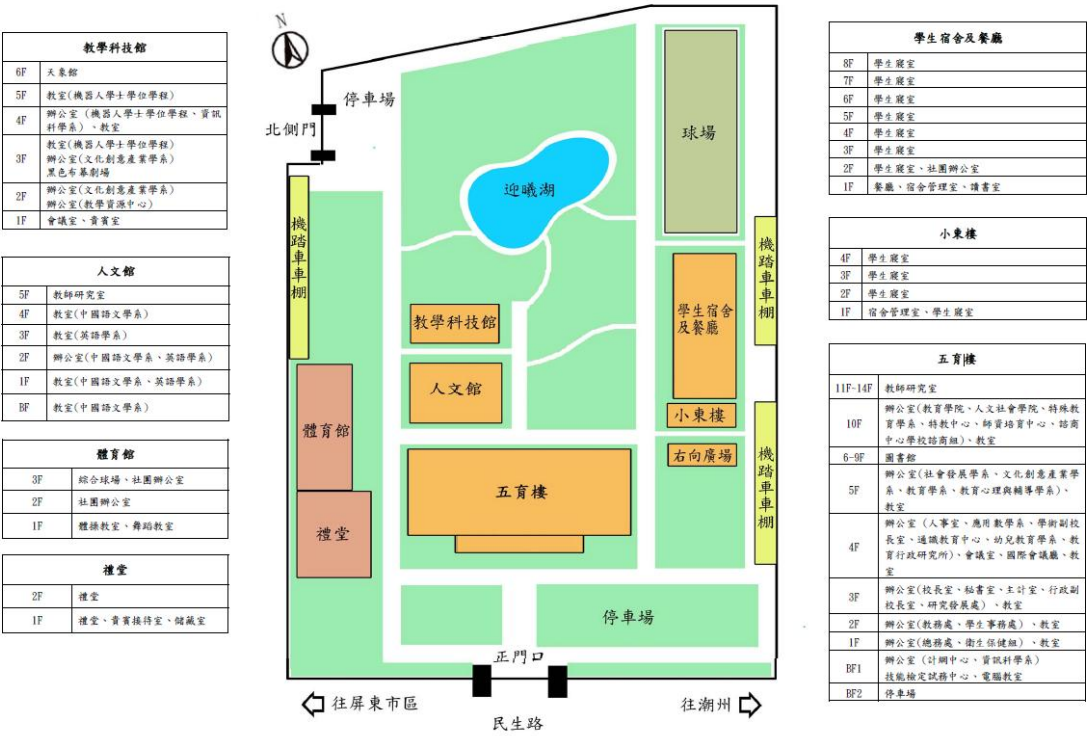 教學科技館
6F 天象館
5F 教室(機器人學士學位學程)
4F 辦公室（機器人學士學位學程、資訊
科學系）、教室
3F 教室(機器人學士學位學程)
辦公室(文化創意產業學系)
黑色布幕劇場
2F 辦公室(文化創意產業學系)
辦公室(教學資源中心)
1F 會議室、貴賓室
人文館
5F 教師研究室
4F 教室(中國語文學系)
3F 教室(英語學系)
2F 辦公室(中國語文學系、英語學系)
1F 教室(中國語文學系、英語學系)
BF 教室(中國語文學系)
體育館
3F 綜合球場、社團辦公室
2F 社團辦公室
1F 體操教室、舞蹈教室
禮堂
2F 禮堂
1F 禮堂、貴賓接待室、儲藏室
N
停車場
北側門
球場
迎曦湖
機踏車車棚
機踏車車棚
教學科技館
學生宿舍
及餐廳
人文館
小東樓
體育館
右向廣場
五育樓
機踏車車棚
禮堂
停車場
正門口
往屏東市區
往潮州
民生路
學生宿舍及餐廳
8F 學生寢室
7F 學生寢室
6F 學生寢室
5F 學生寢室
4F 學生寢室
3F 學生寢室
2F 學生寢室、社團辦公室
1F 餐廳、宿舍管理室、讀書室
小東樓
4F 學生寢室
3F 學生寢室
2F 學生寢室
1F 宿舍管理室、學生寢室
五育樓
11F~14F 教師研究室
10F 辦公室(教育學院、人文社會學院、特殊教
育學系、特教中心、師資培育中心、諮商
中心學校諮商組)、教室
6-9F 圖書館
5F 辦公室(社會發展學系、文化創意產業學
系、教育學系、教育心理與輔導學系)、
教室
4F 辦公室（人事室、應用數學系、學術副校
長室、通識教育中心、幼兒教育學系、教
育行政研究所)、會議室、國際會議廳、教
室
3F 辦公室(校長室、秘書室、主計室、行政副
校長室、研究發展處）、教室
2F 辦公室(教務處、學生事務處）、教室
1F 辦公室(總務處、衛生保健組）、教室
BF1 辦公室（計網中心、資訊科學系）
技能檢定試務中心、電腦教室
BF2 停車場